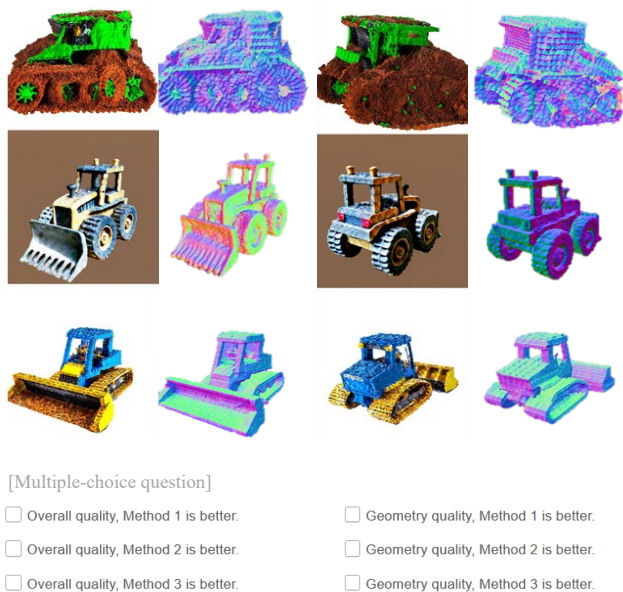 [Multiple-choice question]
Overall quality, Method 1 is better. Geometry quality, Method 1 is better.
Overall quality, Method 2 is better. Geometry quality, Method 2 is better.
Overall quality, Method 3 is better. Geometry quality, Method 3 is better.